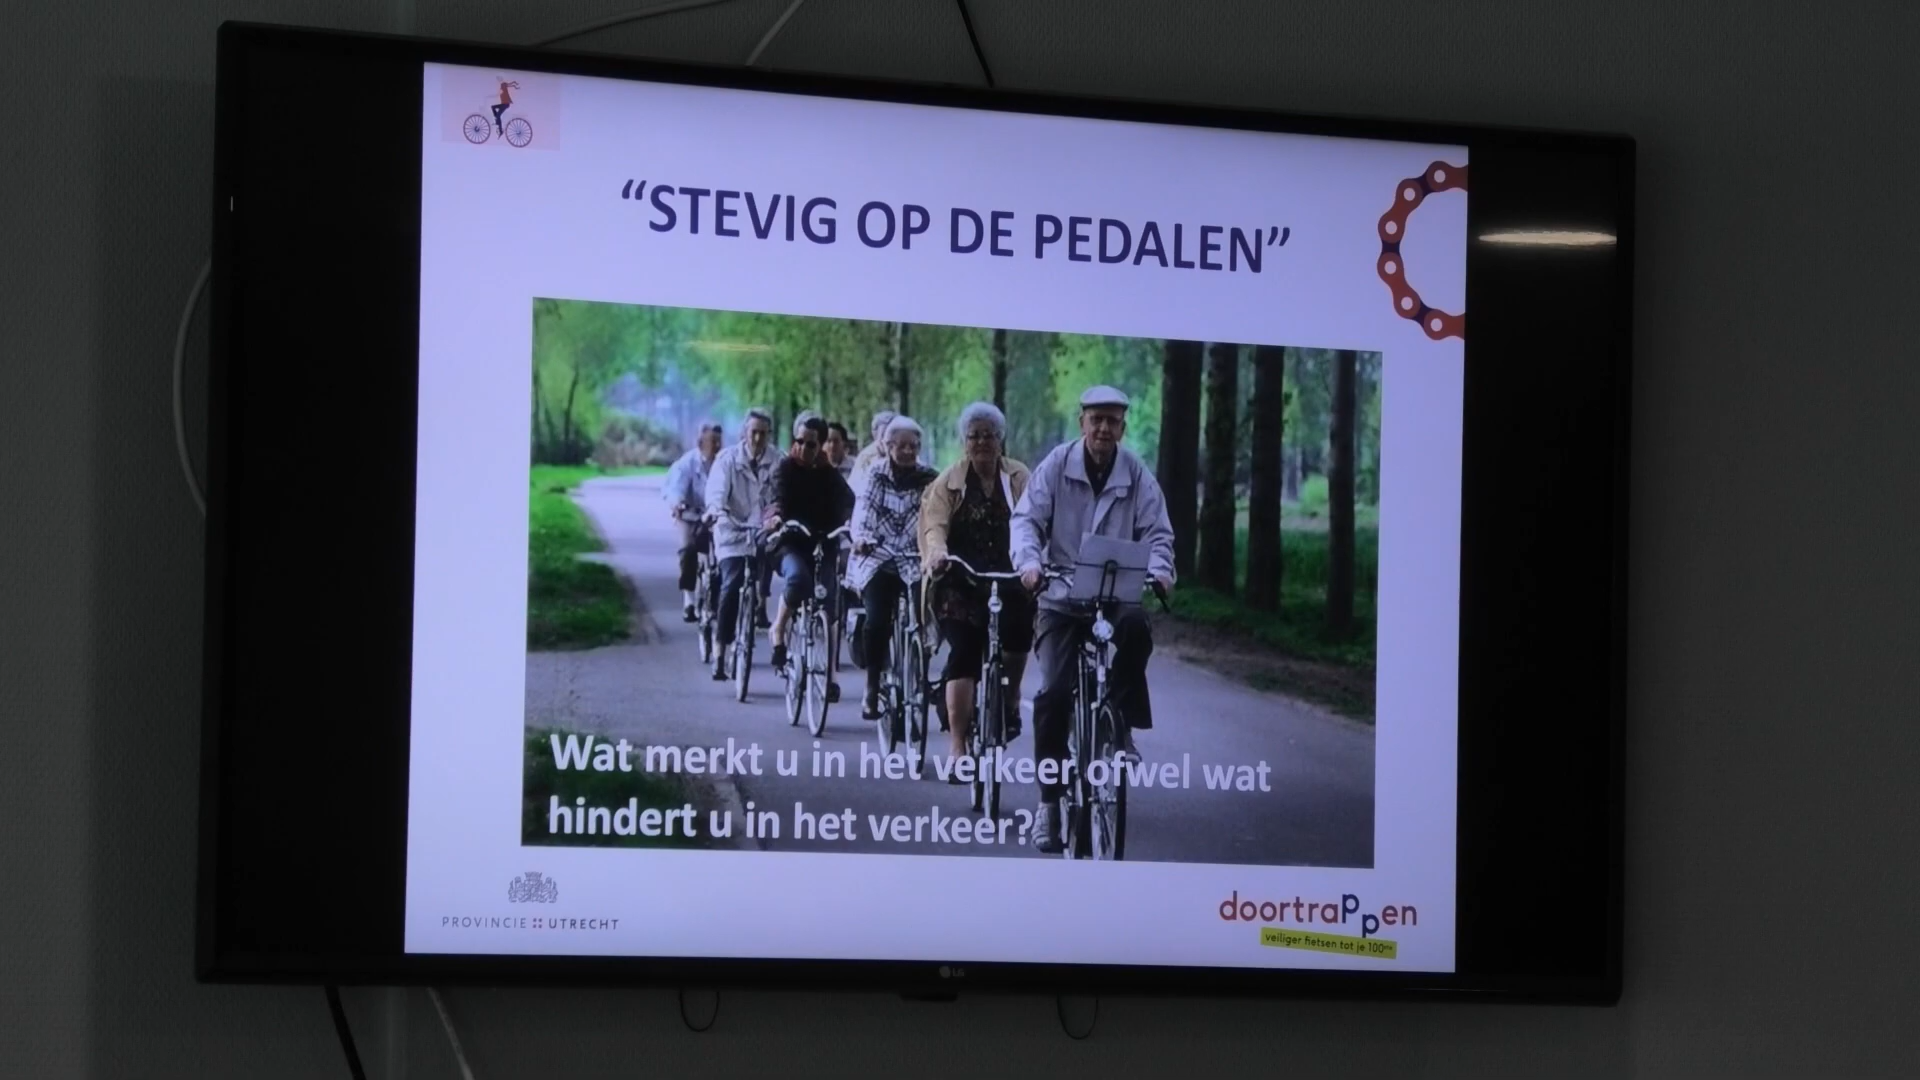 “STEVIG OP DE PEDALEN”
Wat merkt u in het verkeer ofwel wat
hindert u in het verkeer?
PROVINCIE :: UTRECHT
doortrappen
veiliger fietsen tot je 100ste
LG